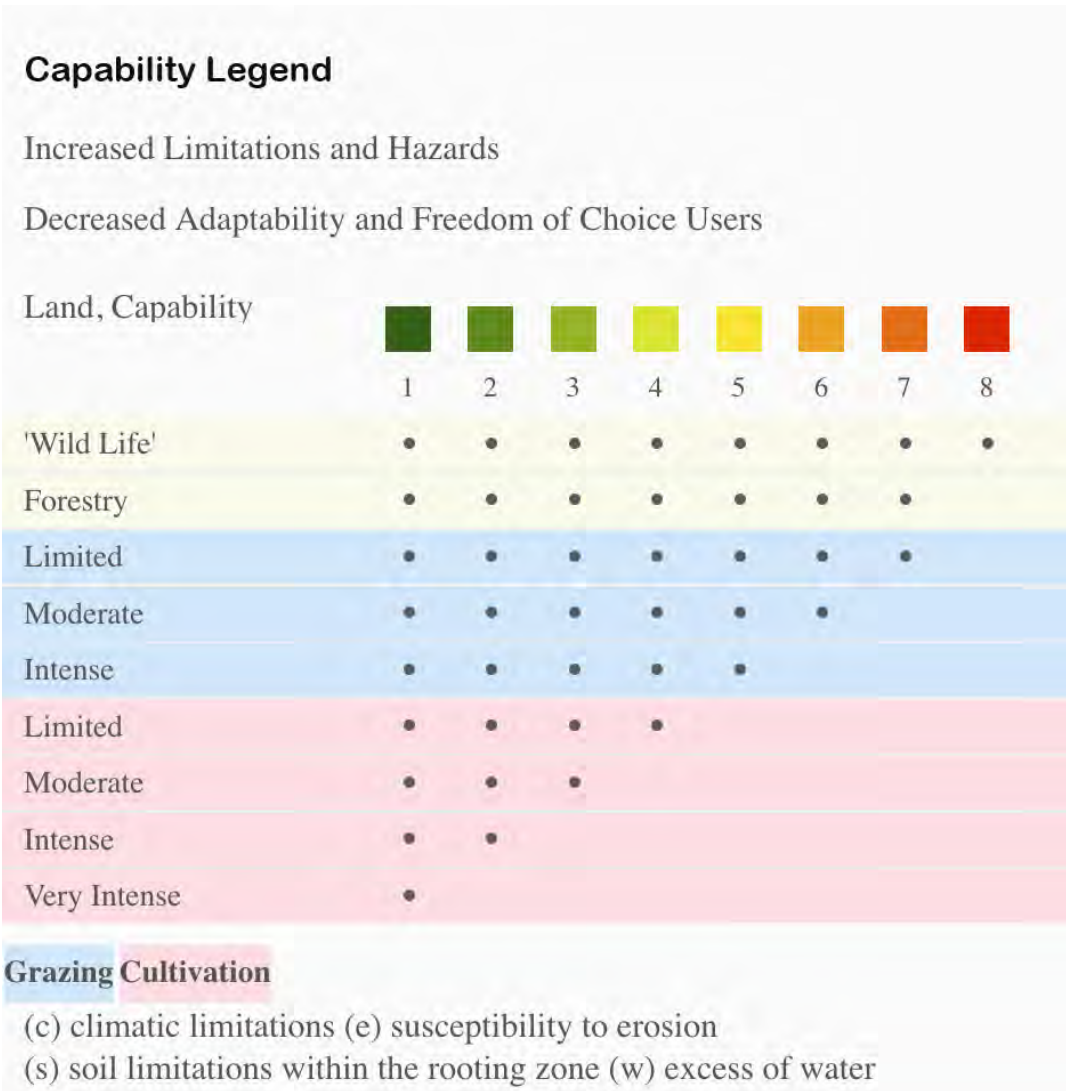 Capability Legend
Increased Limitations and Hazards
Decreased Adaptability and Freedom of Choice Users
Land, Capability
1 2 3 4 5 6 7 8
'Wild Life' • • • • • • • •
Forestry • • • • • • •
Limited • • • • • • •
Moderate • • • • • •
Intense • • • • •
Limited • • • •
Moderate • • •
Intense • •
Very Intense •
Grazing Cultivation
(c) climatic limitations (e) susceptibility to erosion
(s) soil limitations within the rooting zone (w) excess of water